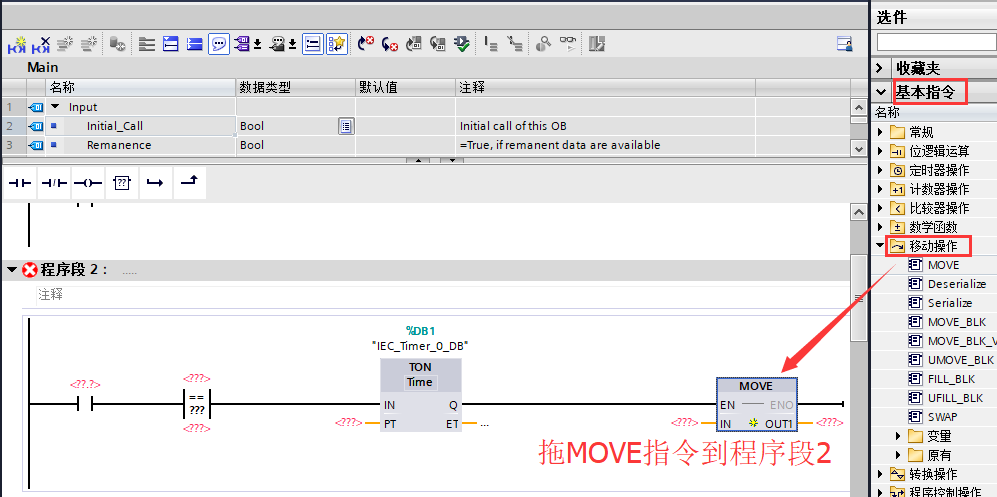 选件
Main
名称 数据类型 默认值 注释
1 Input
2 Initial_Call Bool Initial call of this OB
3 Remanence Bool =True, if remanent data are available
收藏夹
基本指令
名称
常规
位逻辑运算
定时器操作
计数器操作
比较器操作
数学函数
移动操作
MOVE
Deserialize
Serialize
MOVE_BLK
MOVE_BLK_V
UMOVE_BLK
FILL_BLK
UFILL_BLK
SWAP
变量
原有
转换操作
程序控制操作
??
程序段 2： .....
注释
%DB1
"IEC_Timer_0_DB"
TON
Time
IN Q
<???> PT ET ...
<??.?>
<???>
==
???
<???>
MOVE
EN ENO
<???> IN OUT1 <???>
拖MOVE指令到程序段2